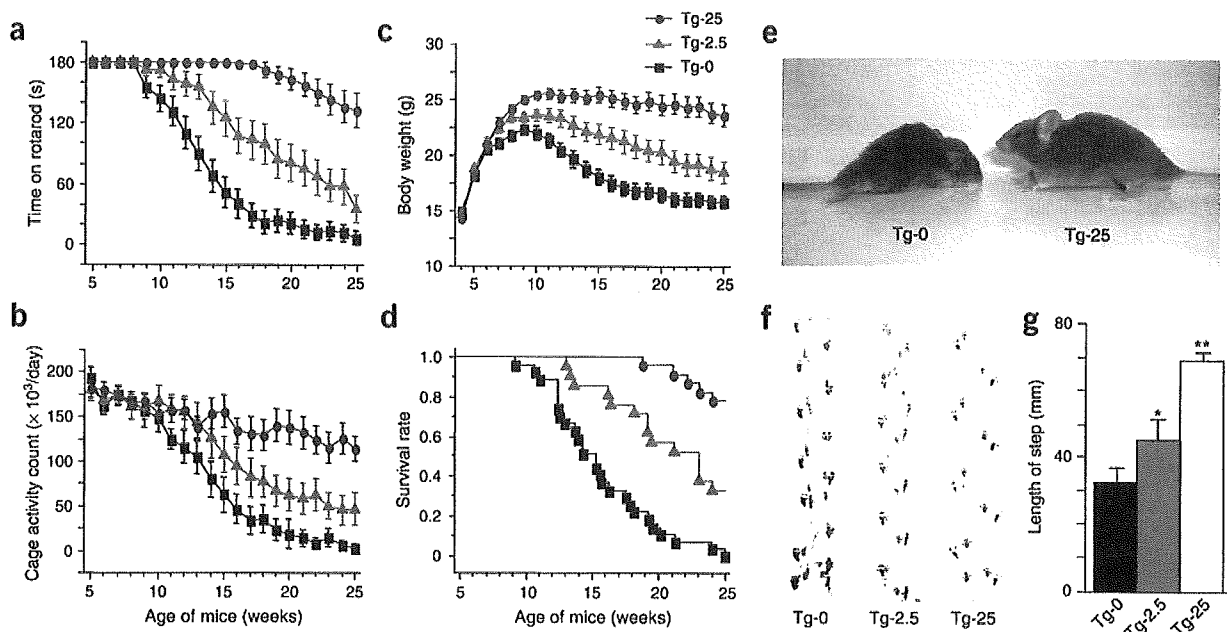 a
Time on rotarod (s)
180
120
60
0
5 10 15 20 25
b
Cage activity count (× 10³/day)
200
150
100
50
0
5 10 15 20 25
Age of mice (weeks)
c
Tg-25
Tg-2.5
Tg-0
Body weight (g)
30
25
20
15
10
5 10 15 20 25
d
Survival rate
1.0
0.8
0.6
0.4
0.2
0
5 10 15 20 25
Age of mice (weeks)
e
Tg-0 Tg-25
f
Tg-0 Tg-2.5 Tg-25
g
Length of step (mm)
80
40
0
*
**
Tg-0 Tg-2.5 Tg-25